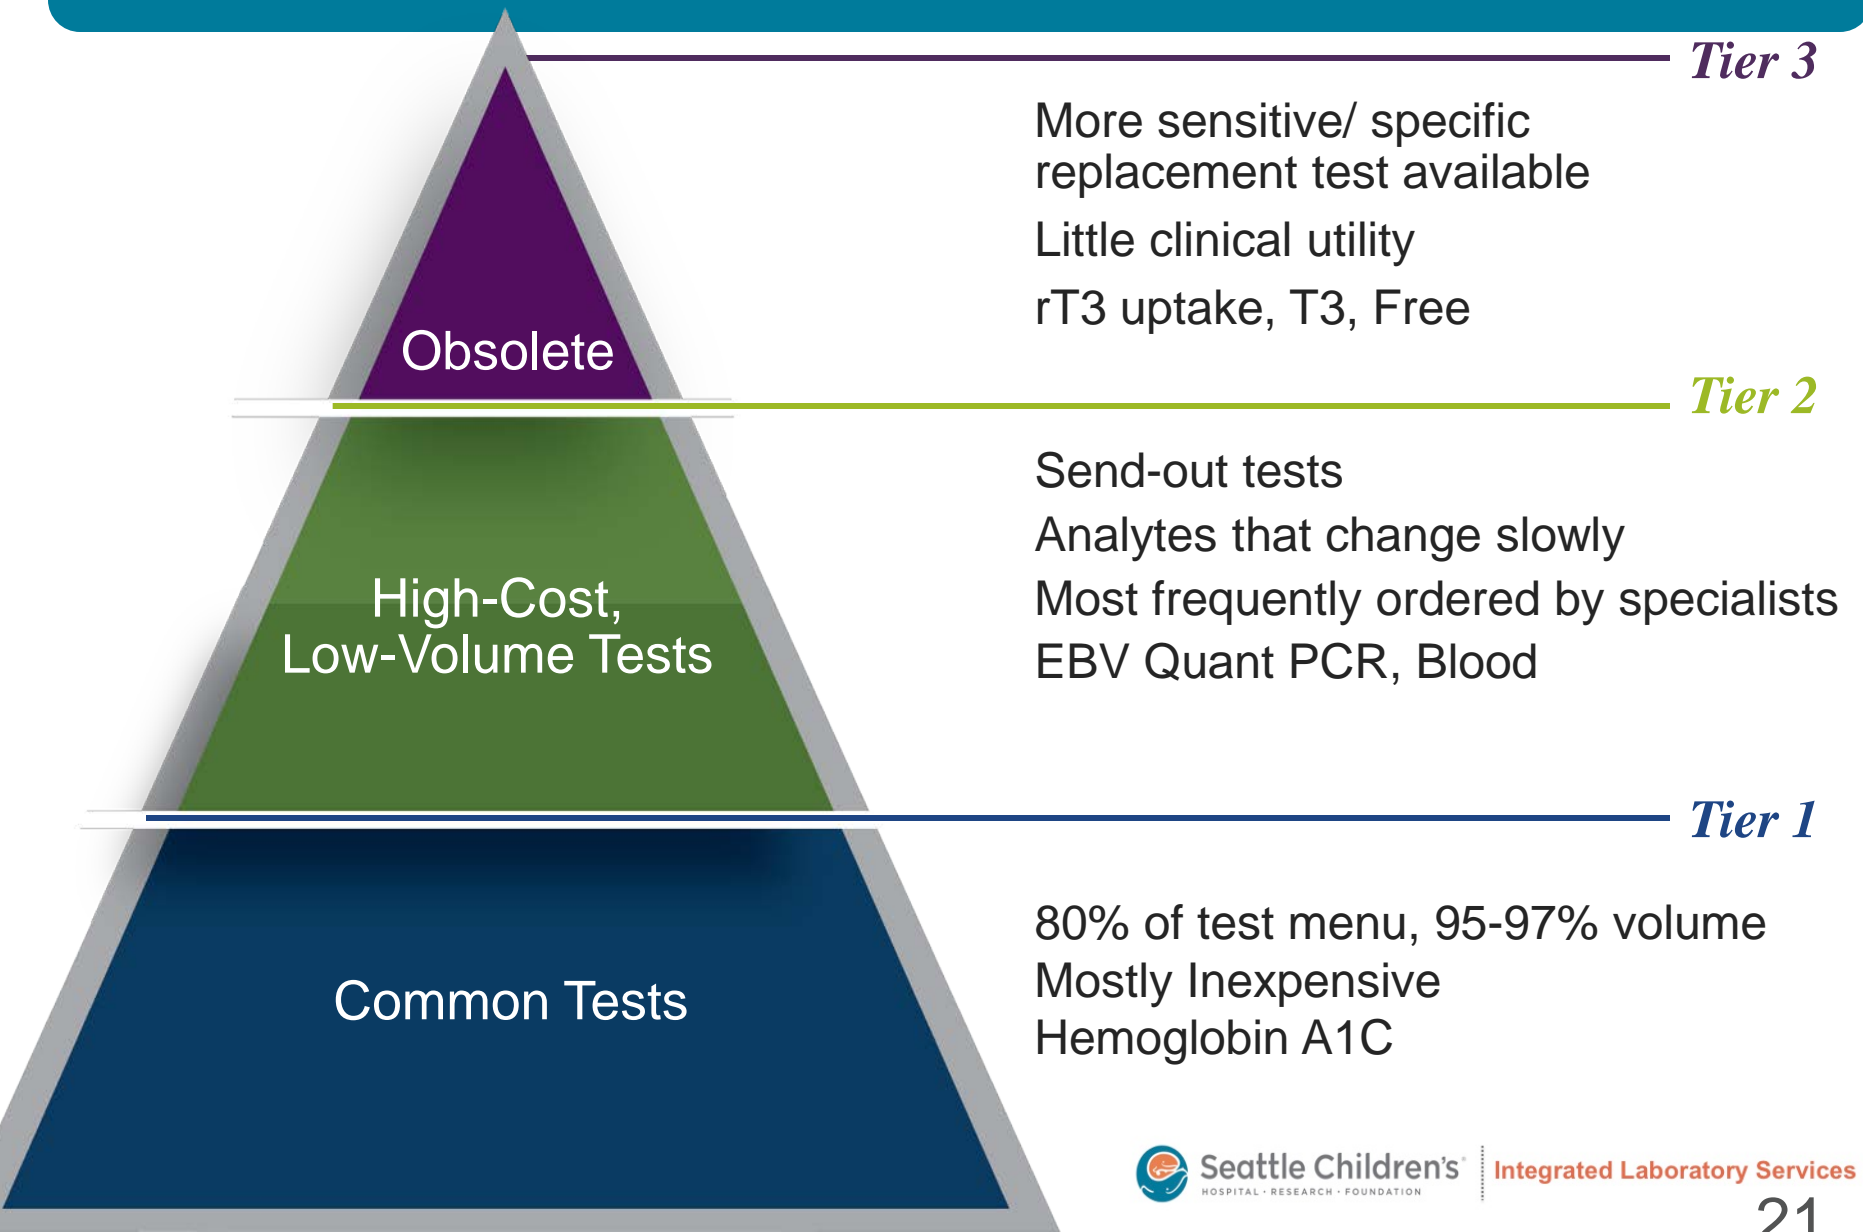 Tier 3
More sensitive/ specific
replacement test available
Little clinical utility
rT3 uptake, T3, Free
Obsolete
Tier 2
Send-out tests
Analytes that change slowly
Most frequently ordered by specialists
EBV Quant PCR, Blood
High-Cost,
Low-Volume Tests
Tier 1
80% of test menu, 95-97% volume
Mostly Inexpensive
Hemoglobin A1C
Common Tests
Seattle Children's®
HOSPITAL · RESEARCH · FOUNDATION
Integrated Laboratory Services
21